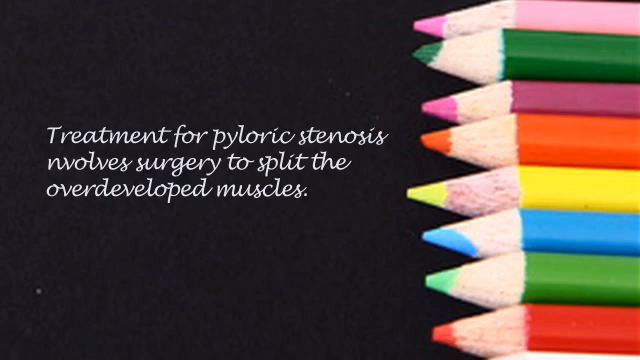 Treatment for pyloric stenosis
nvolves surgery to split the
overdeveloped muscles.